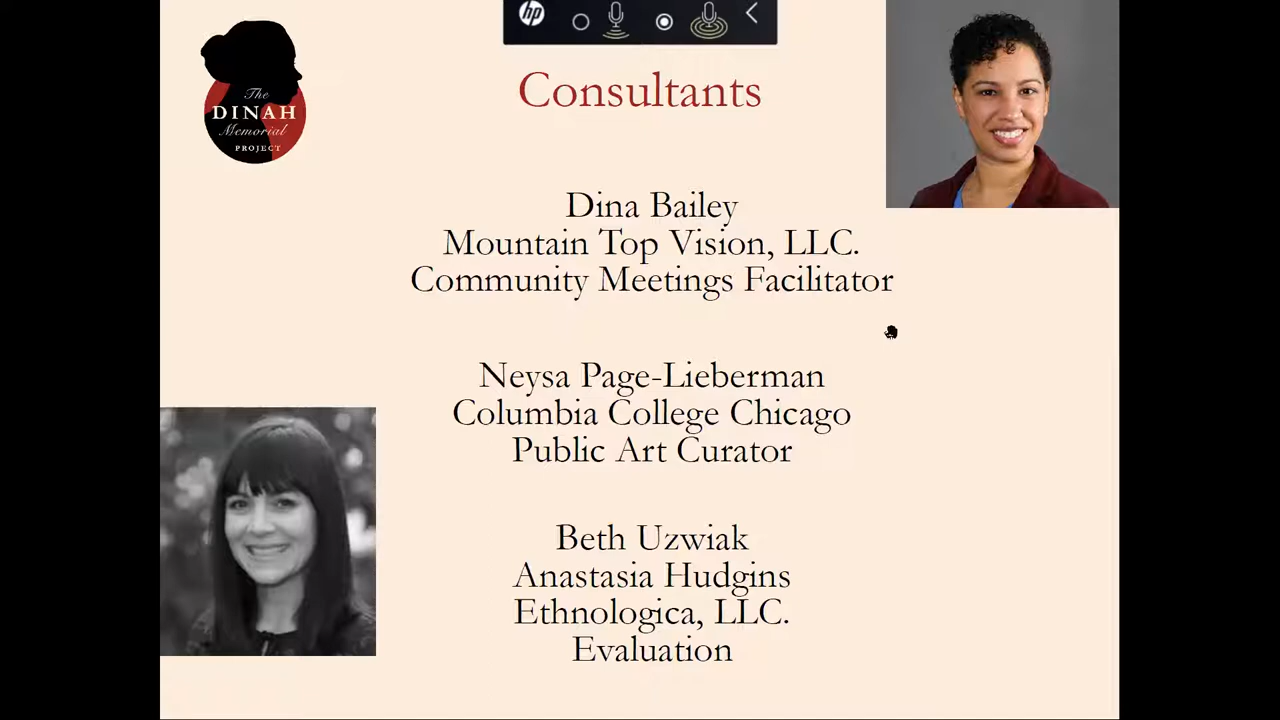 hp
The
DINAH
Memorial
PROJECT
Consultants
Dina Bailey
Mountain Top Vision, LLC.
Community Meetings Facilitator
Neysa Page-Lieberman
Columbia College Chicago
Public Art Curator
Beth Uzwiak
Anastasia Hudgins
Ethnologica, LLC.
Evaluation